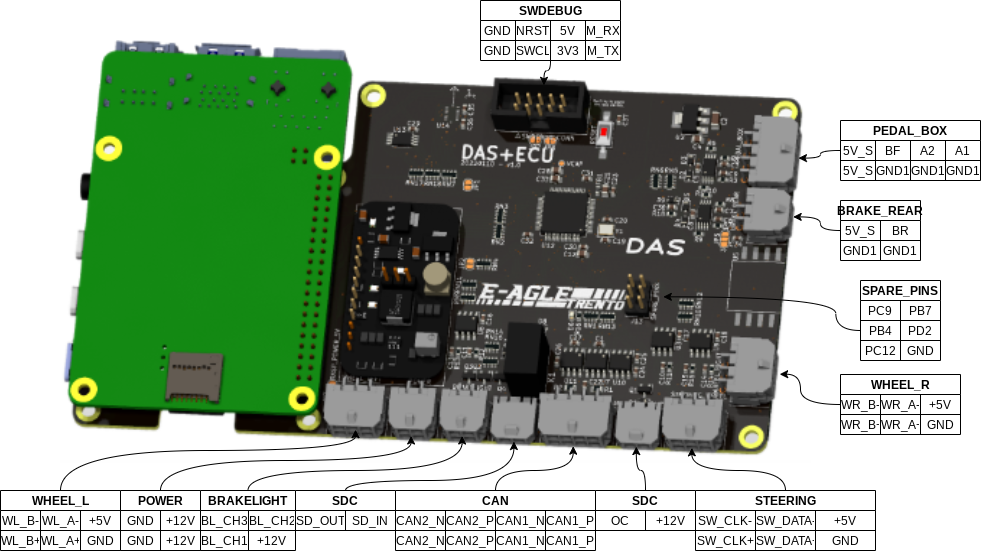 SWDEBUG
GND NRST 5V M_RX
GND SWCL 3V3 M_TX
PEDAL_BOX
5V_S BF A2 A1
5V_S GND1 GND1 GND1
DAS+ECU
BRAKE_REAR
5V_S BR
GND1 GND1
DAS
E-AGLE
TRENTO
SPARE_PINS
PC9 PB7
PB4 PD2
PC12 GND
WHEEL_R
WR_B- WR_A- +5V
WR_B- WR_A- GND
WHEEL_L POWER BRAKELIGHT SDC CAN SDC STEERING
WL_B- WL_A- +5V GND +12V BL_CH3 BL_CH2 SD_OUT SD_IN CAN2_N CAN2_P CAN1_N CAN1_P OC +12V SW_CLK- SW_DATA- +5V
WL_B+ WL_A+ GND GND +12V BL_CH1 +12V CAN2_N CAN2_P CAN1_N CAN1_P SW_CLK+ SW_DATA- GND